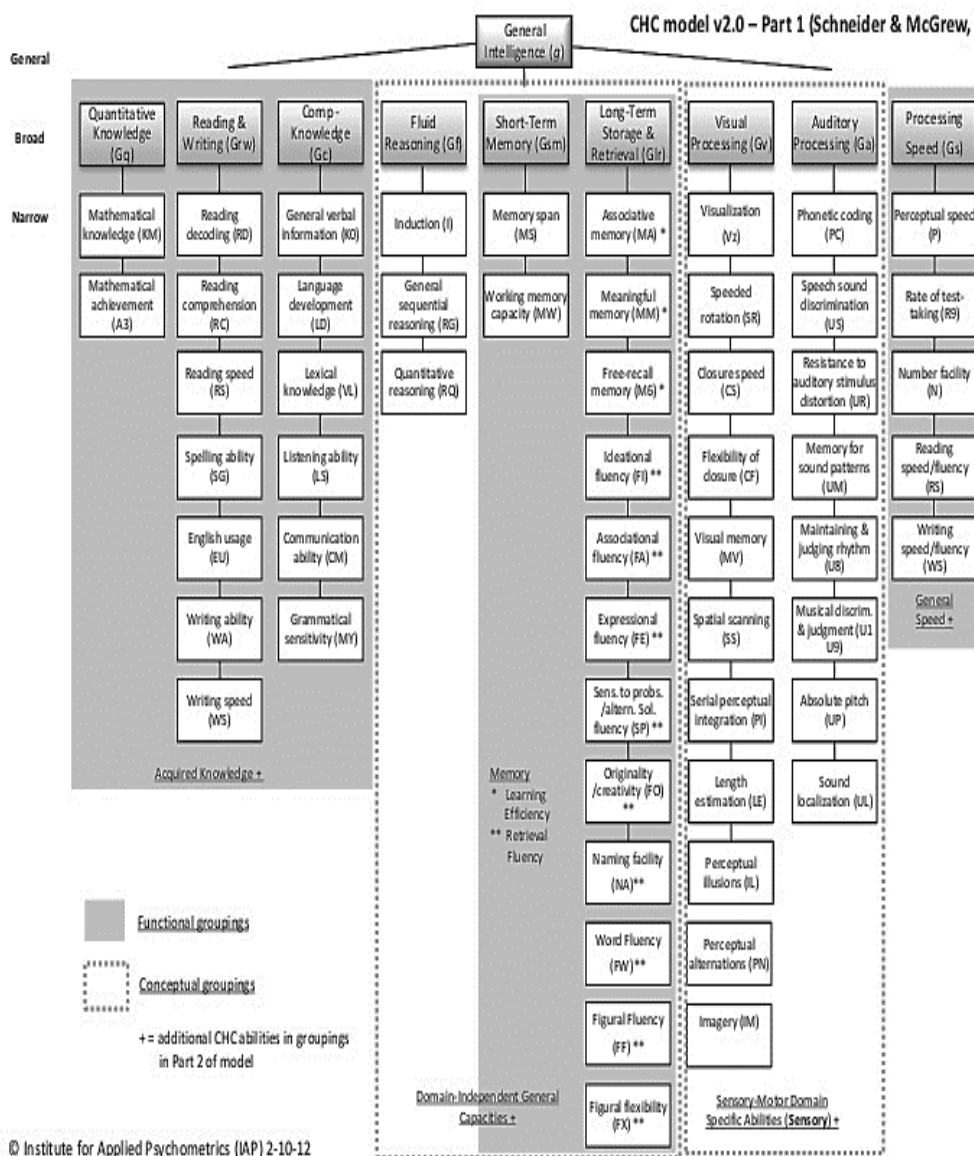 CHC model v2.0 – Part 1 (Schneider & McGrew,
General
General
Intelligence (g)
Broad
Quantitative
Knowledge
(Gq)
Reading &
Writing (Grw)
Comp -
Knowledge
(Gc)
Fluid
Reasoning (Gf)
Short-Term
Memory (Gsm)
Long-Term
Storage &
Retrieval (Glr)
Visual
Processing (Gv)
Auditory
Processing (Ga)
Processing
Speed (Gs)
Narrow
Mathematical
knowledge (KM)
Mathematical
achievement
(A3)
Reading
decoding (RD)
Reading
comprehension
(RC)
Reading speed
(RS)
Spelling ability
(SG)
English usage
(EU)
Writing ability
(WA)
Writing speed
(WS)
General verbal
information (K0)
Language
development
(LD)
Lexical
knowledge (VL)
Listening ability
(LS)
Communication
ability (CM)
Grammatical
sensitivity (MY)
Acquired Knowledge +
Induction (I)
General
sequential
reasoning (RG)
Quantitative
reasoning (RQ)
Memory span
(MS)
Working memory
capacity (MW)
Memory
* Learning
Efficiency
** Retrieval
Fluency
Associative
memory (MA) *
Meaningful
memory (MM) *
Free-recall
memory (M6) *
Ideational
fluency (FI) **
Associational
fluency (FA) **
Expressional
fluency (FE) **
Sens. to probs.
/altern. Sol.
fluency (SP) **
Originality
/creativity (FO)
**
Naming facility
(NA)**
Word Fluency
(FW)**
Figural Fluency
(FF) **
Figural flexibility
(FX) **
Domain-Independent General
Capacities +
Visualization
(Vz)
Speeded
rotation (SR)
Closure speed
(CS)
Flexibility of
closure (CF)
Visual memory
(MV)
Spatial scanning
(SS)
Serial perceptual
integration (PI)
Length
estimation (LE)
Perceptual
illusions (IL)
Perceptual
alternations (PN)
Imagery (IM)
Phonetic coding
(PC)
Speech sound
discrimination
(US)
Resistance to
auditory stimulus
distortion (UR)
Memory for
sound patterns
(UM)
Maintaining &
judging rhythm
(U8)
Musical discrim.
& judgment (U1
U9)
Absolute pitch
(UP)
Sound
localization (UL)
Sensory-Motor Domain
Specific Abilities (Sensory) +
Perceptual speed
(P)
Rate of test-
taking (R9)
Number facility
(N)
Reading
speed/fluency
(RS)
Writing
speed/fluency
(WS)
General
Speed +
Functional groupings
Conceptual groupings
+ = additional CHC abilities in groupings
in Part 2 of model
© Institute for Applied Psychometrics (IAP) 2-10-12